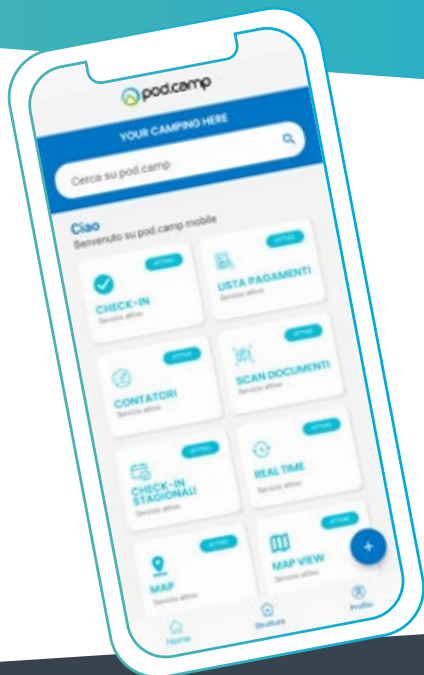 pod.camp
YOUR CAMPING HERE
Cerca su pod.camp
Ciao
Benvenuto su pod.camp mobile
ATTIVO
CHECK-IN
Servizio attivo
ATTIVO
LISTA PAGAMENTI
Servizio attivo
ATTIVO
CONTATORI
Servizio attivo
ATTIVO
SCAN DOCUMENTI
Servizio attivo
ATTIVO
CHECK-IN
STAGIONALI
Servizio attivo
ATTIVO
REAL TIME
Servizio attivo
ATTIVO
MAP
Servizio attivo
ATTIVO
MAP VIEW
Servizio attivo
+
Home
Struttura
Profilo